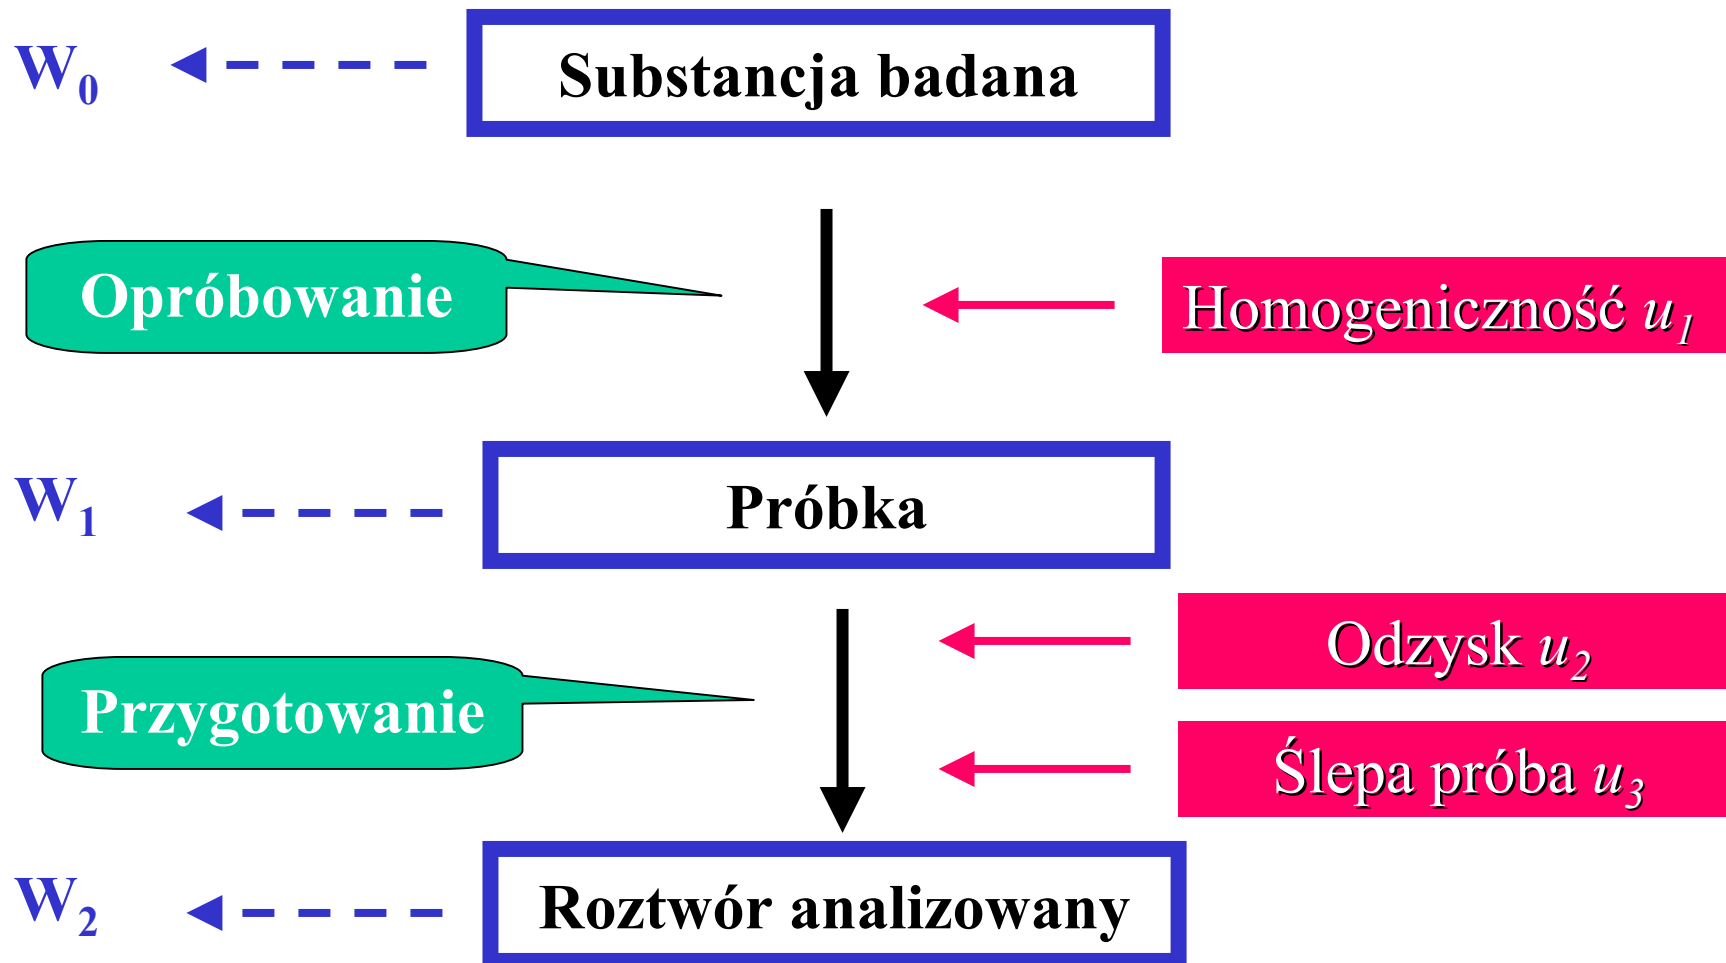 W₀
Substancja badana
Opróbowanie
Homogeniczność u₁
W₁
Próbka
Odzysk u₂
Przygotowanie
Ślepa próba u₃
W₂
Roztwór analizowany